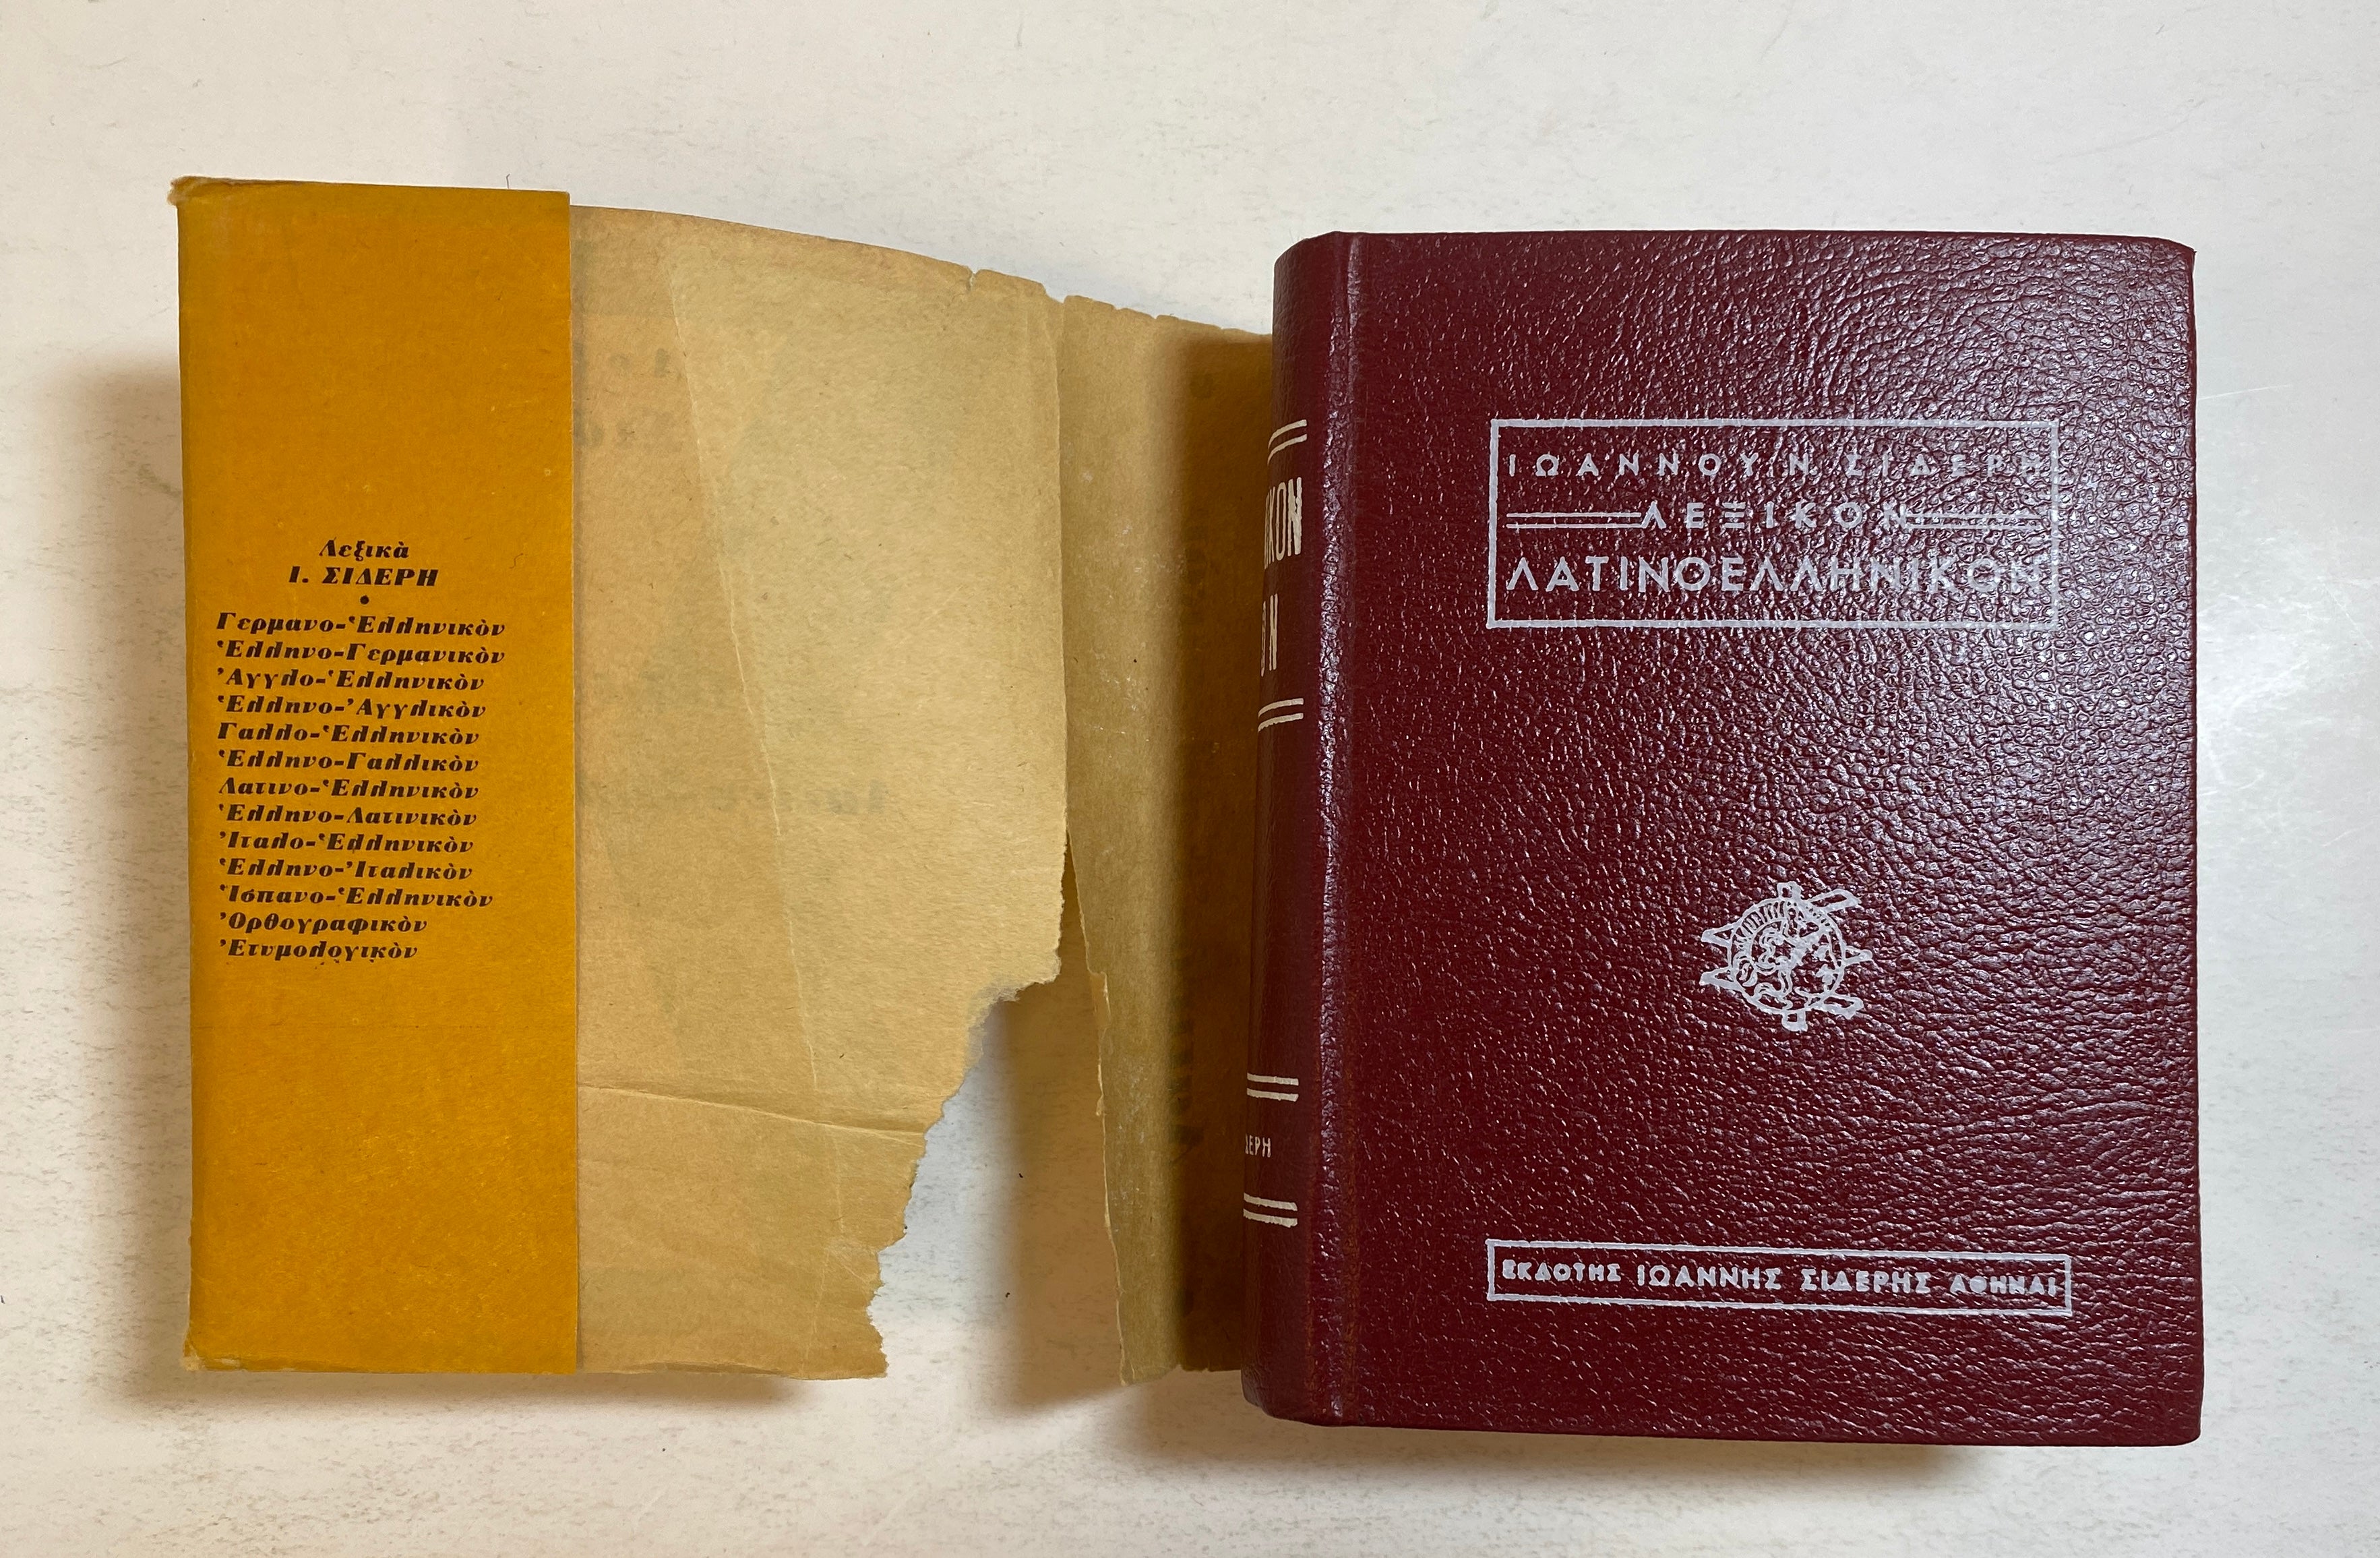 Λεξικὰ
Ι. ΣΙΔΕΡΗ
•
Γερμανο-Ἑλληνικὸν
Ἑλληνο-Γερμανικὸν
Ἀγγλο-Ἑλληνικὸν
Ἑλληνο-Ἀγγλικὸν
Γαλλο-Ἑλληνικὸν
Ἑλληνο-Γαλλικὸν
Λατινο-Ἑλληνικὸν
Ἑλληνο-Λατινικὸν
Ἰταλο-Ἑλληνικὸν
Ἑλληνο-Ἰταλικὸν
Ἱσπανο-Ἑλληνικὸν
Ὀρθογραφικὸν
Ἐτυμολογικὸν
ΙΩΑΝΝΟΥ Ν. ΣΙΔΕΡΗ
ΛΕΞΙΚΟΝ
ΛΑΤΙΝΟΕΛΛΗΝΙΚΟΝ
ΕΚΔΟΤΗΣ ΙΩΑΝΝΗΣ ΣΙΔΕΡΗΣ ΑΘΗΝΑΙ